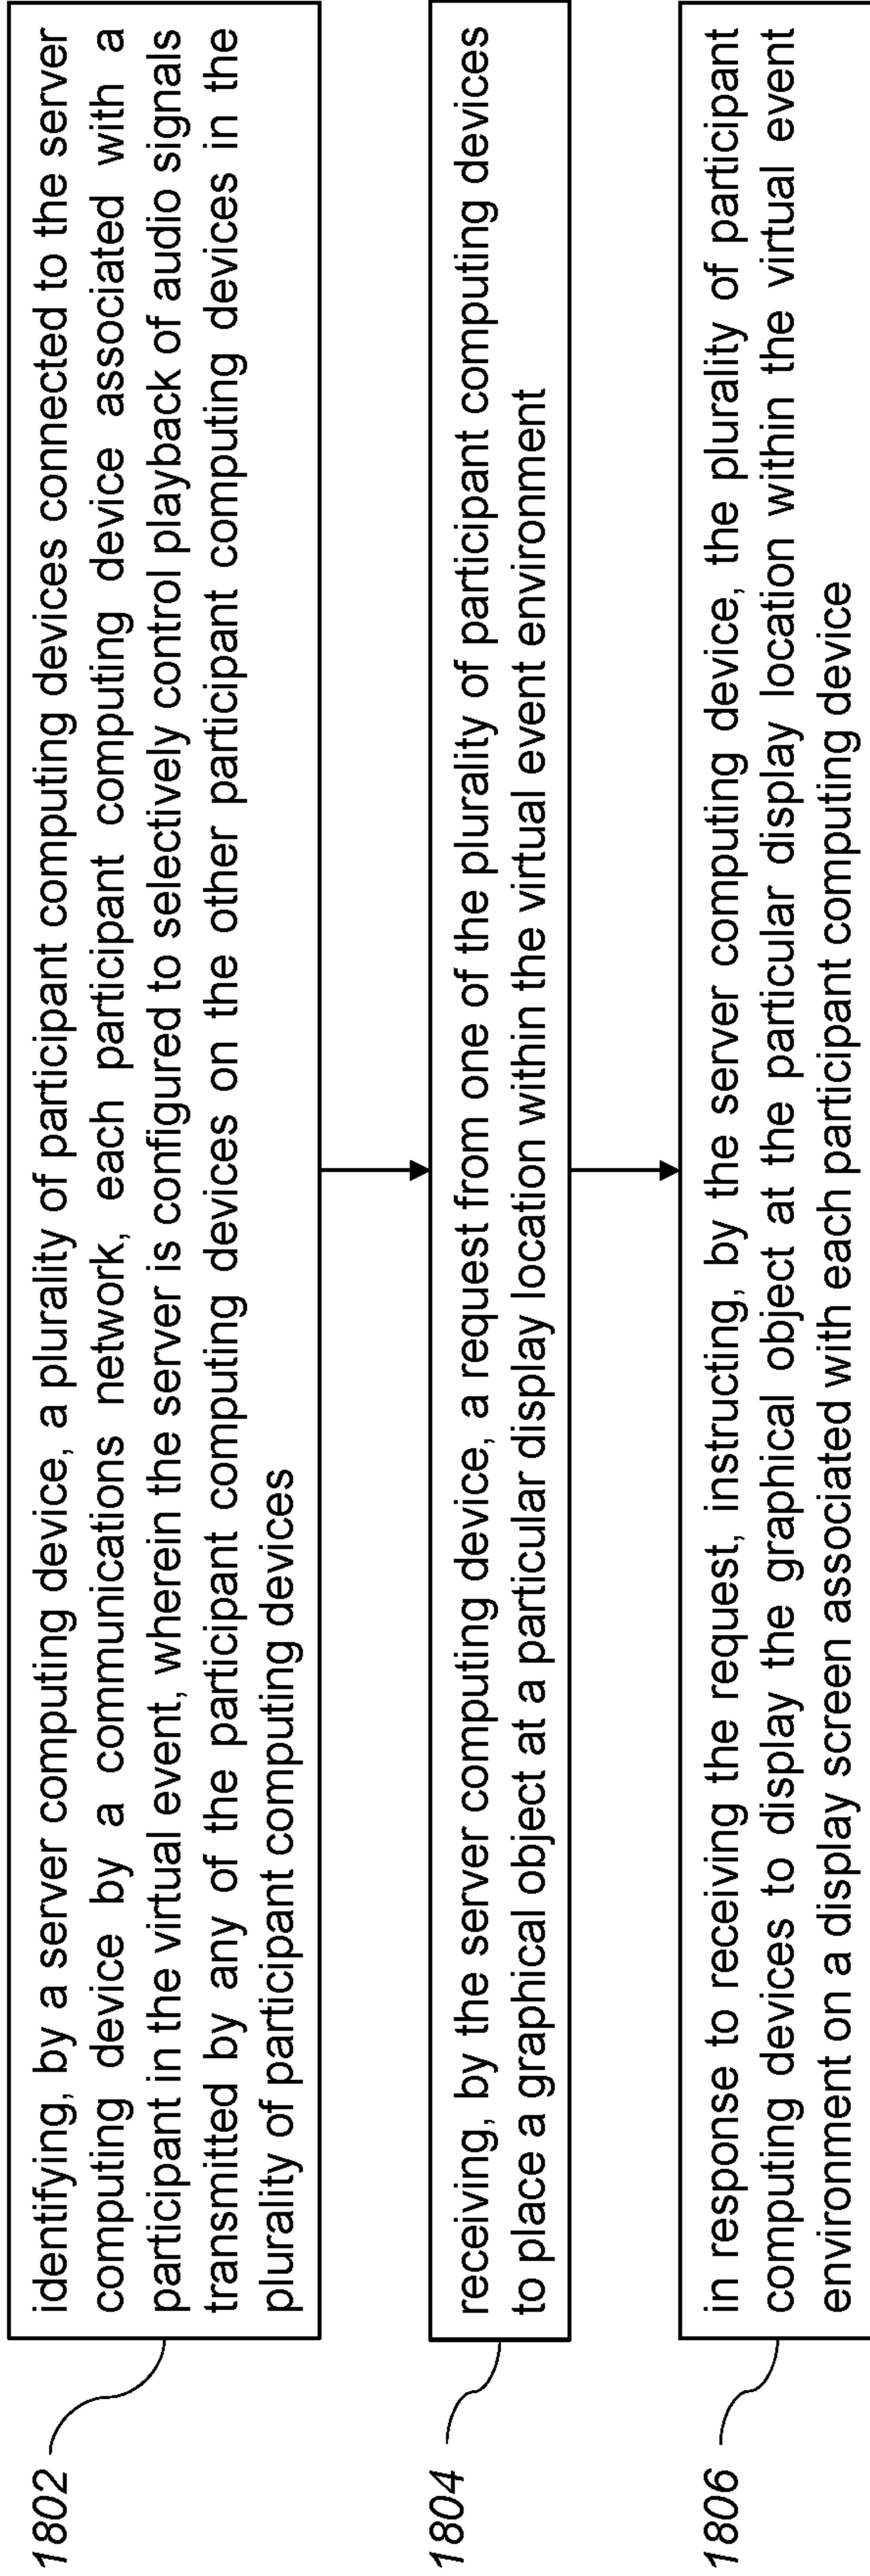 1802
identifying, by a server computing device, a plurality of participant computing devices connected to the server
computing device by a communications network, each participant computing device associated with a
participant in the virtual event, wherein the server is configured to selectively control playback of audio signals
transmitted by any of the participant computing devices on the other participant computing devices in the
plurality of participant computing devices
1804
receiving, by the server computing device, a request from one of the plurality of participant computing devices
to place a graphical object at a particular display location within the virtual event environment
1806
in response to receiving the request, instructing, by the server computing device, the plurality of participant
computing devices to display the graphical object at the particular display location within the virtual event
environment on a display screen associated with each participant computing device